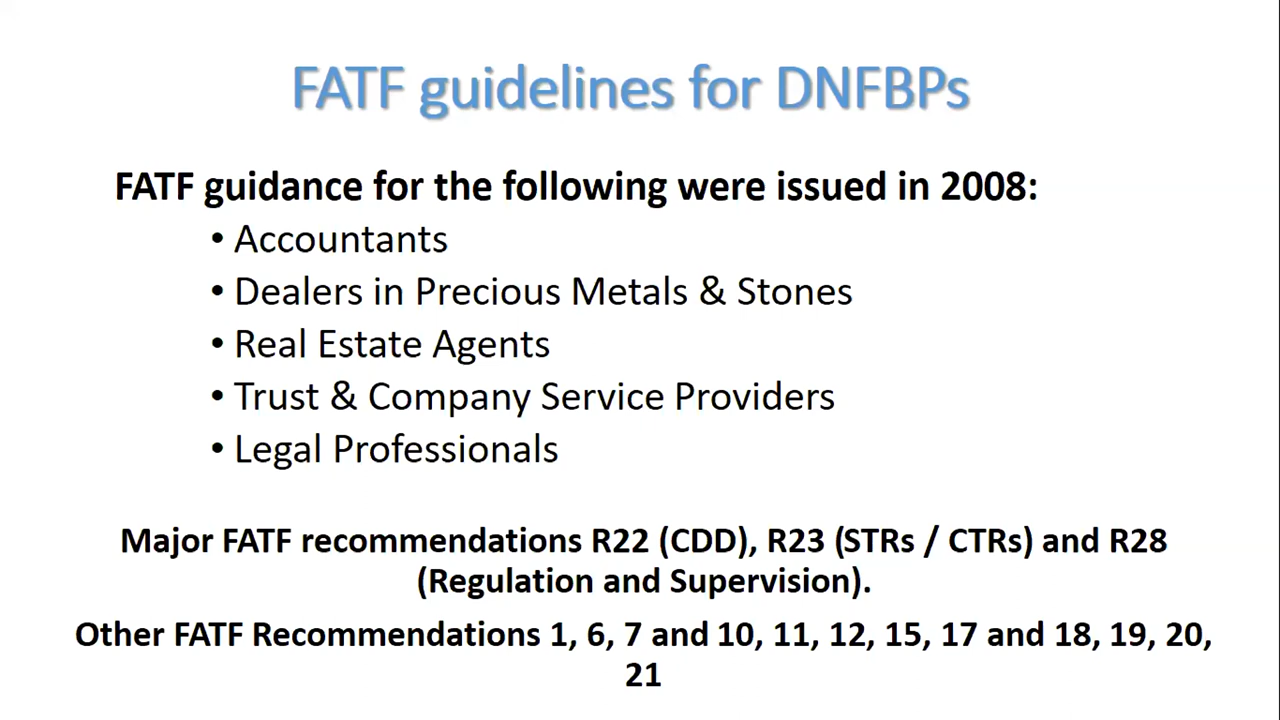 FATF guidelines for DNFBPs
FATF guidance for the following were issued in 2008:
• Accountants
• Dealers in Precious Metals & Stones
• Real Estate Agents
• Trust & Company Service Providers
• Legal Professionals
Major FATF recommendations R22 (CDD), R23 (STRs / CTRs) and R28
(Regulation and Supervision).
Other FATF Recommendations 1, 6, 7 and 10, 11, 12, 15, 17 and 18, 19, 20,
21